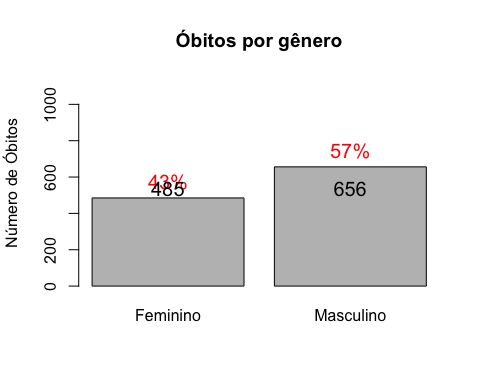 Óbitos por gênero
Número de Óbitos
1000
600
200
0
57%
43%
485
656
Feminino
Masculino